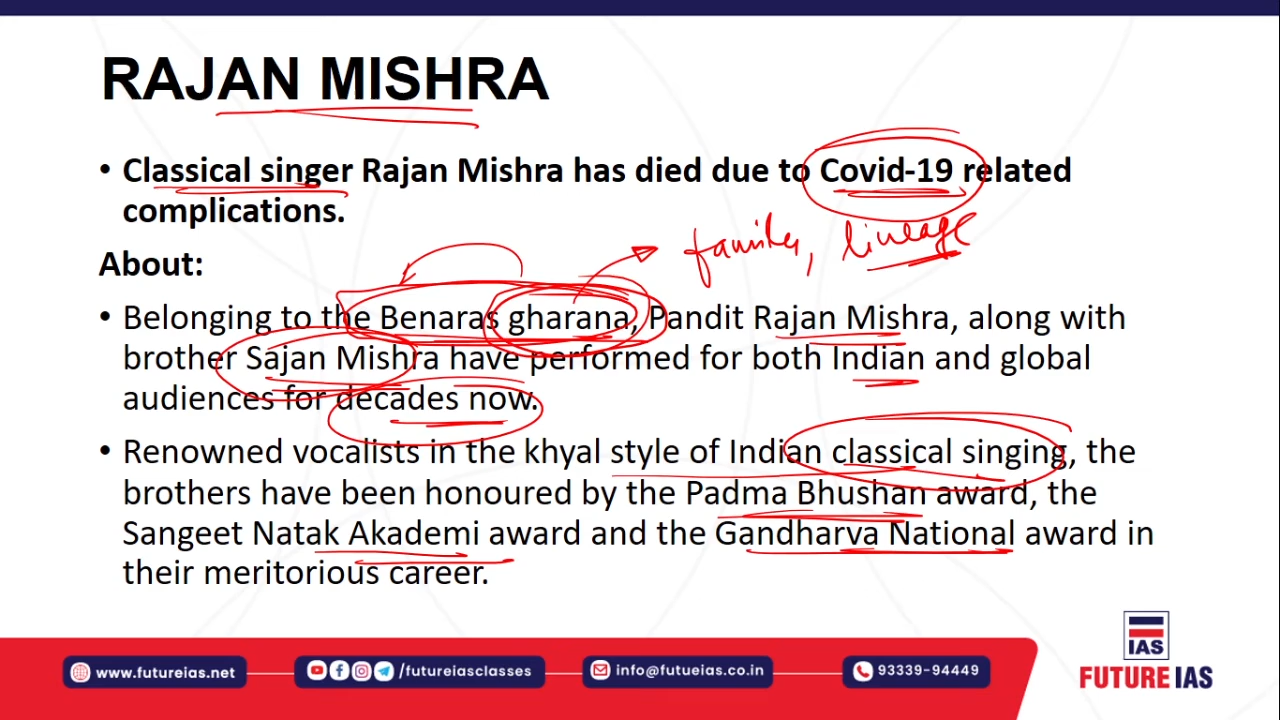 RAJAN MISHRA
• Classical singer Rajan Mishra has died due to Covid-19 related
complications.
family, lineage
About:
• Belonging to the Benaras gharana, Pandit Rajan Mishra, along with
brother Sajan Mishra have performed for both Indian and global
audiences for decades now.
• Renowned vocalists in the khyal style of Indian classical singing, the
brothers have been honoured by the Padma Bhushan award, the
Sangeet Natak Akademi award and the Gandharva National award in
their meritorious career.
IAS
www.futureias.net /futureiasclasses info@futueias.co.in 93339-94449
FUTURE IAS